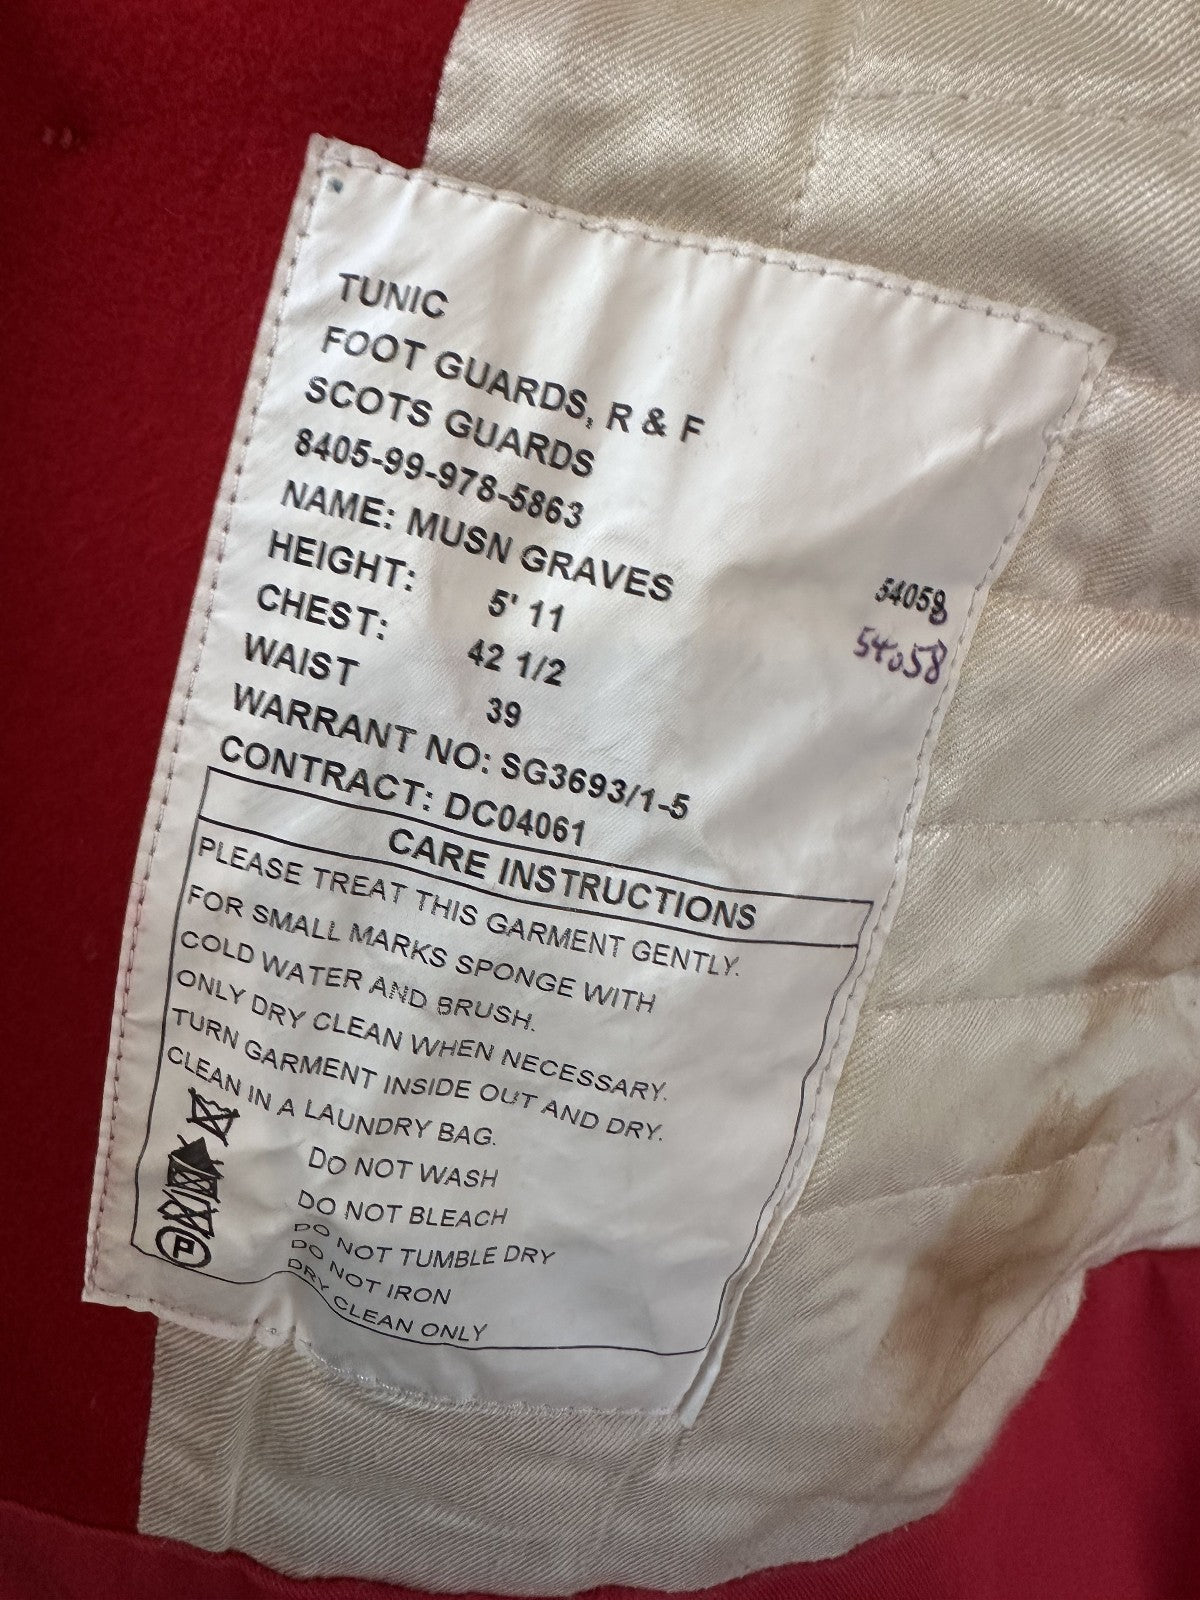 TUNIC
FOOT GUARDS, R & F
SCOTS GUARDS
8405-99-978-5863
NAME: MUSN GRAVES
HEIGHT: 5' 11
CHEST: 42 1/2
WAIST 39
WARRANT NO: SG3693/1-5
CONTRACT: DC04061
54058
54058
CARE INSTRUCTIONS
PLEASE TREAT THIS GARMENT GENTLY.
FOR SMALL MARKS SPONGE WITH
COLD WATER AND BRUSH.
ONLY DRY CLEAN WHEN NECESSARY.
TURN GARMENT INSIDE OUT AND DRY.
CLEAN IN A LAUNDRY BAG.
DO NOT WASH
DO NOT BLEACH
DO NOT TUMBLE DRY
DO NOT IRON
DRY CLEAN ONLY
P